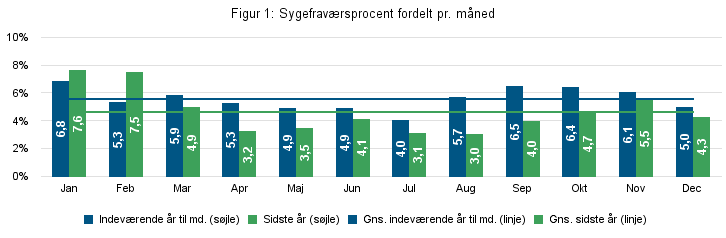 Figur 1: Sygefraværsprocent fordelt pr. måned
10%
8%
6%
4%
2%
0%
6,8 7,6 5,3 7,5 5,9 4,9 5,3 3,2 4,9 3,5 4,9 4,1 4,0 3,1 5,7 3,0 6,5 4,0 6,4 4,7 6,1 5,5 5,0 4,3
Jan Feb Mar Apr Maj Jun Jul Aug Sep Okt Nov Dec
Indeværende år til md. (søjle) Sidste år (søjle) Gns. indeværende år til md. (linje) Gns. sidste år (linje)